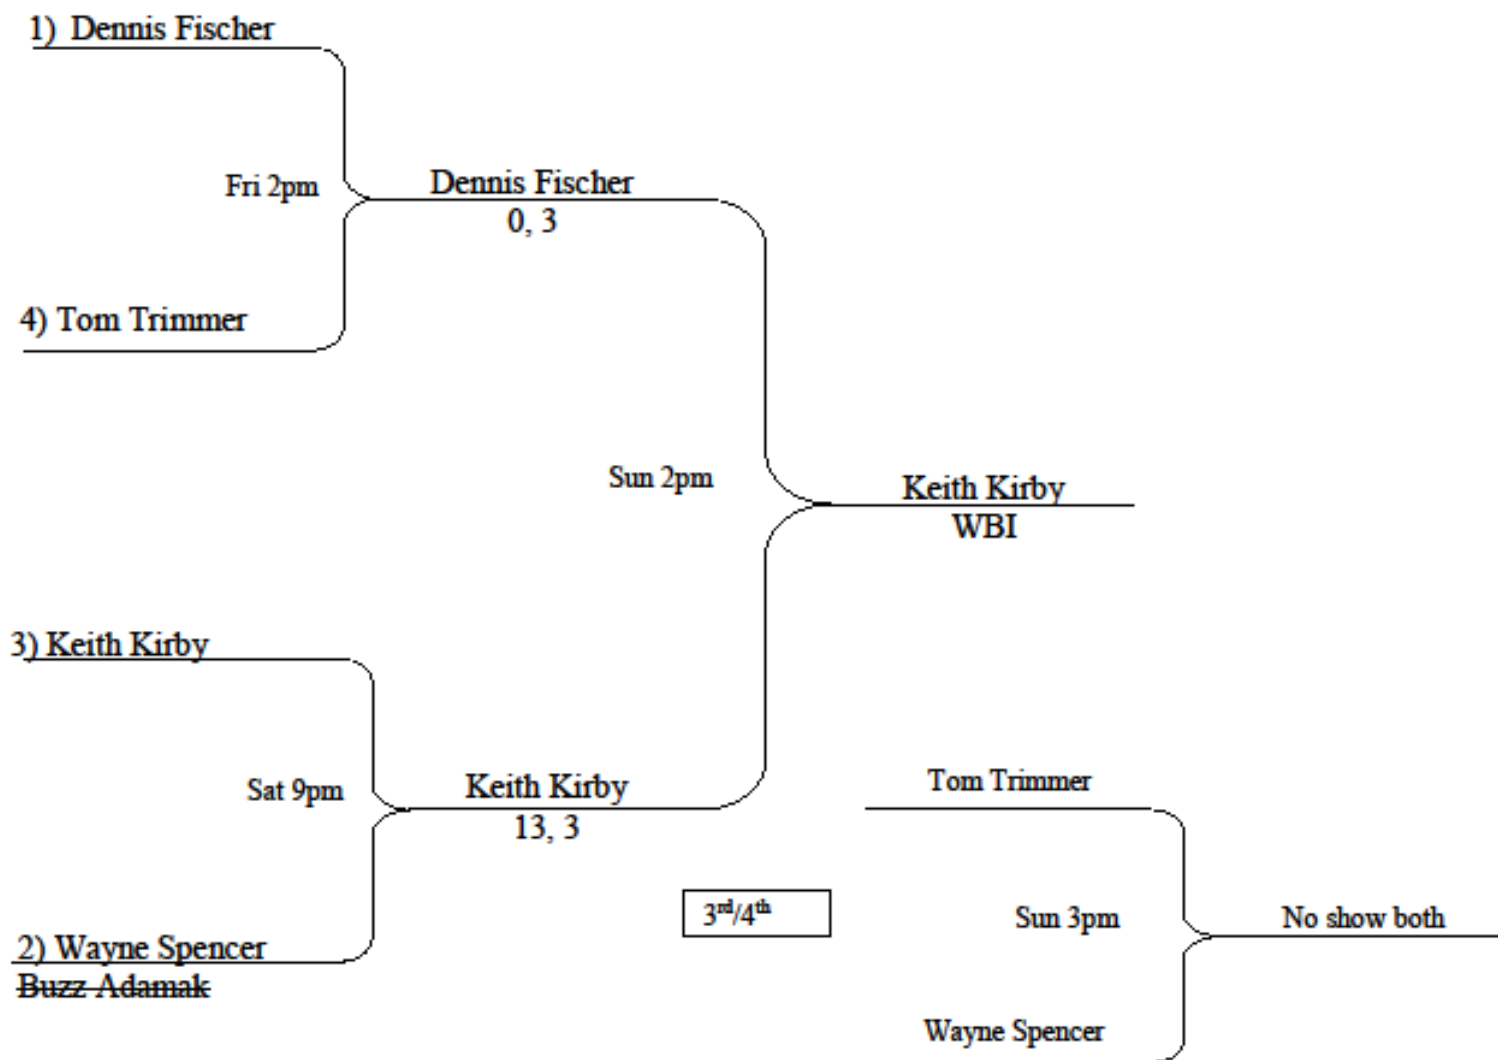 1) Dennis Fischer
Fri 2pm
Dennis Fischer
0, 3
4) Tom Trimmer
Sun 2pm
Keith Kirby
WBI
3) Keith Kirby
Sat 9pm
Keith Kirby
13, 3
2) Wayne Spencer
Buzz Adamak
3rd/4th
Tom Trimmer
Sun 3pm
No show both
Wayne Spencer